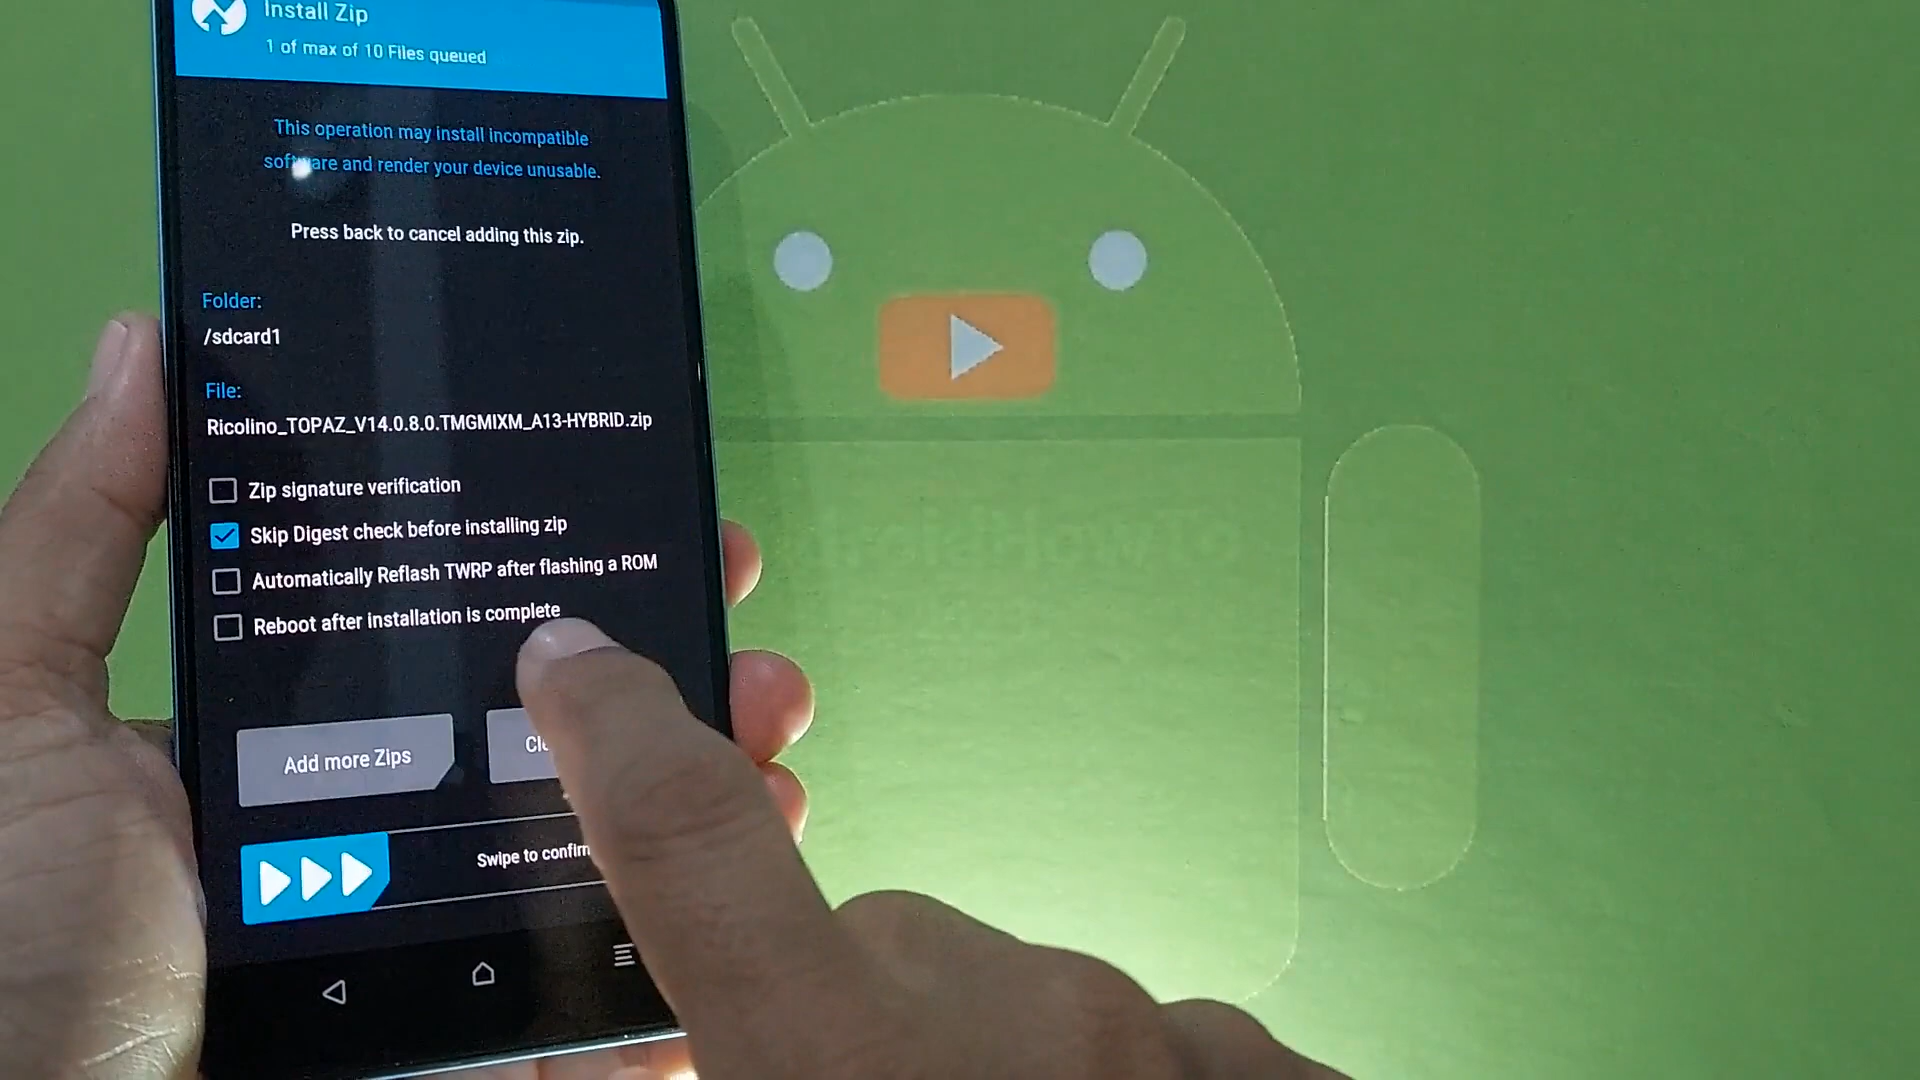 Install Zip
1 of max of 10 Files queued
This operation may install incompatible
software and render your device unusable.
Press back to cancel adding this zip.
Folder:
/sdcard1
File:
Ricolino_TOPAZ_V14.0.8.0.TMGMIXM_A13-HYBRID.zip
Zip signature verification
Skip Digest check before installing zip
Automatically Reflash TWRP after flashing a ROM
Reboot after installation is complete
Add more Zips
Swipe to confirm